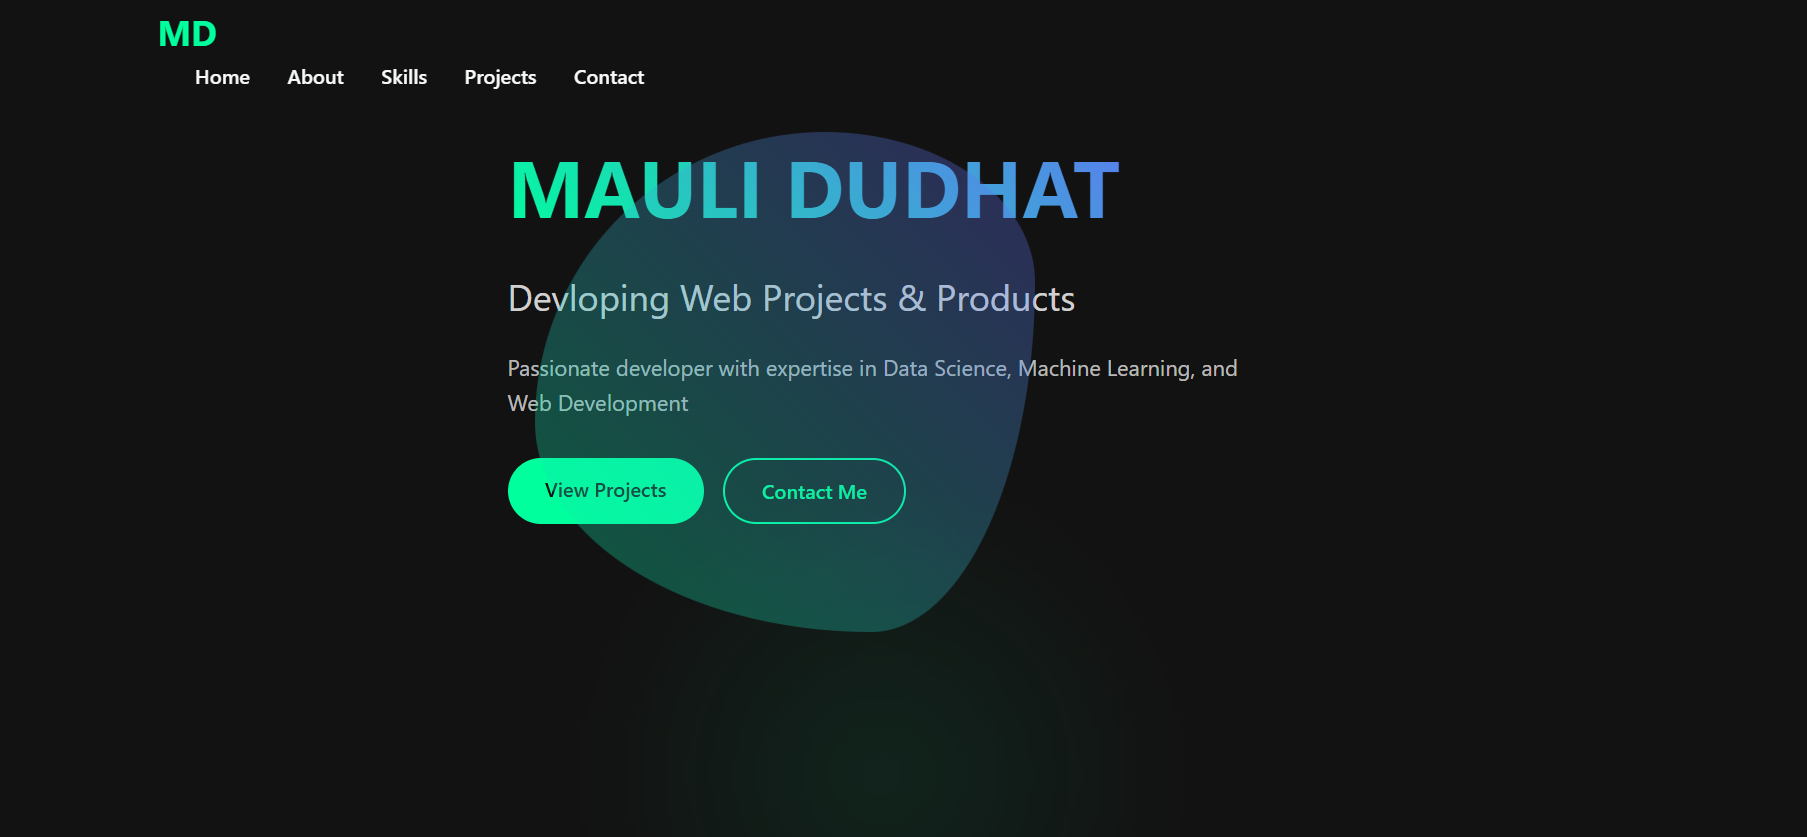 MD
Home About Skills Projects Contact
MAULI DUDHAT
Devloping Web Projects & Products
Passionate developer with expertise in Data Science, Machine Learning, and
Web Development
View Projects Contact Me